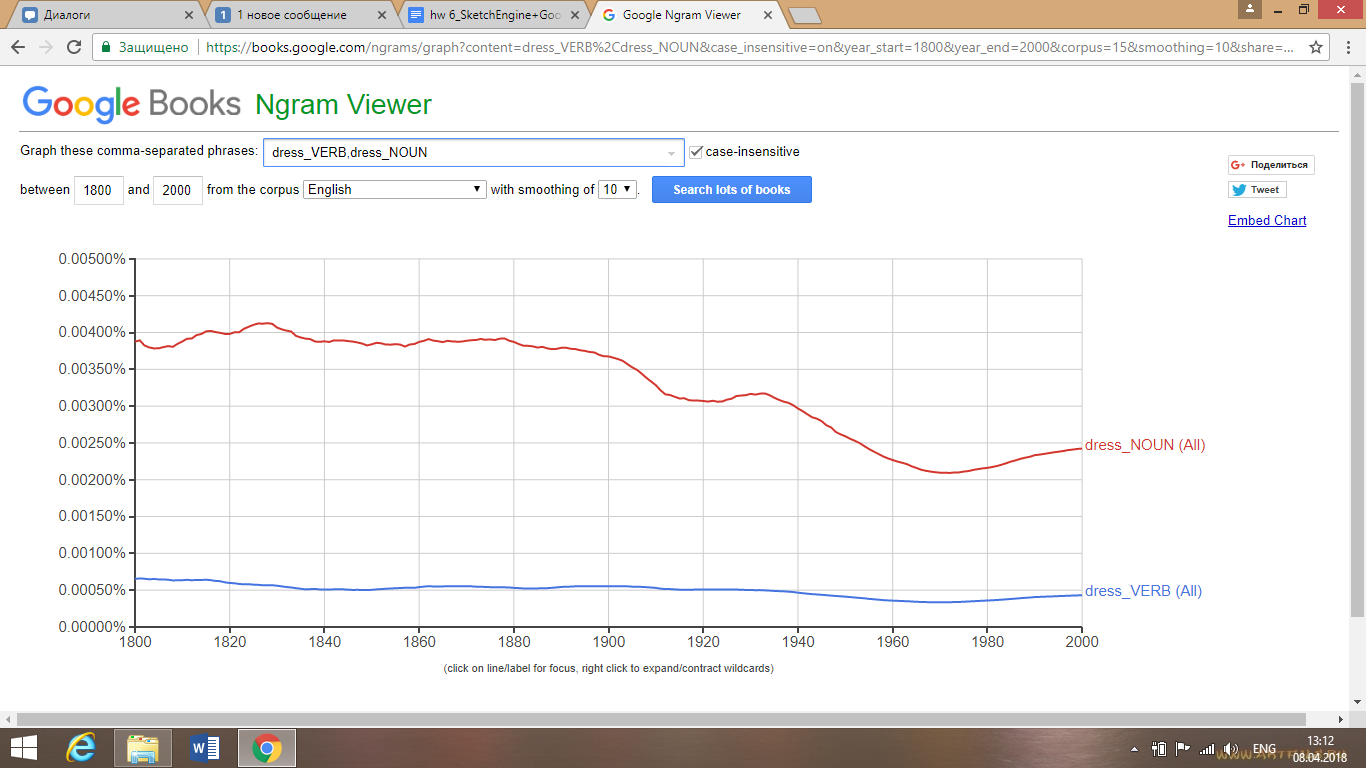 Диалоги
1 новое сообщение
hw 6_SketchEngine+Goo
Google Ngram Viewer
Защищено https://books.google.com/ngrams/graph?content=dress_VERB%2Cdress_NOUN&case_insensitive=on&year_start=1800&year_end=2000&corpus=15&smoothing=10&share=...
Google Books Ngram Viewer
Graph these comma-separated phrases: dress_VERB,dress_NOUN case-insensitive
between 1800 and 2000 from the corpus English with smoothing of 10. Search lots of books
G+ Поделиться
Tweet
Embed Chart
0.00500%
0.00450%
0.00400%
0.00350%
0.00300%
0.00250%
0.00200%
0.00150%
0.00100%
0.00050%
0.00000%
dress_NOUN (All)
dress_VERB (All)
1800 1820 1840 1860 1880 1900 1920 1940 1960 1980 2000
(click on line/label for focus, right click to expand/contract wildcards)
ENG
13:12
08.04.2018